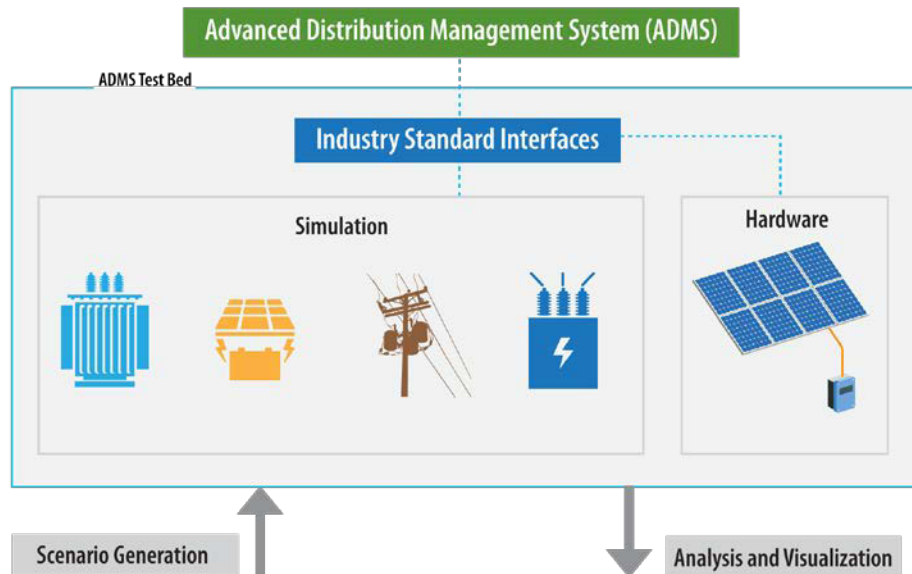 Advanced Distribution Management System (ADMS)
ADMS Test Bed
Industry Standard Interfaces
Simulation
Hardware
Scenario Generation
Analysis and Visualization